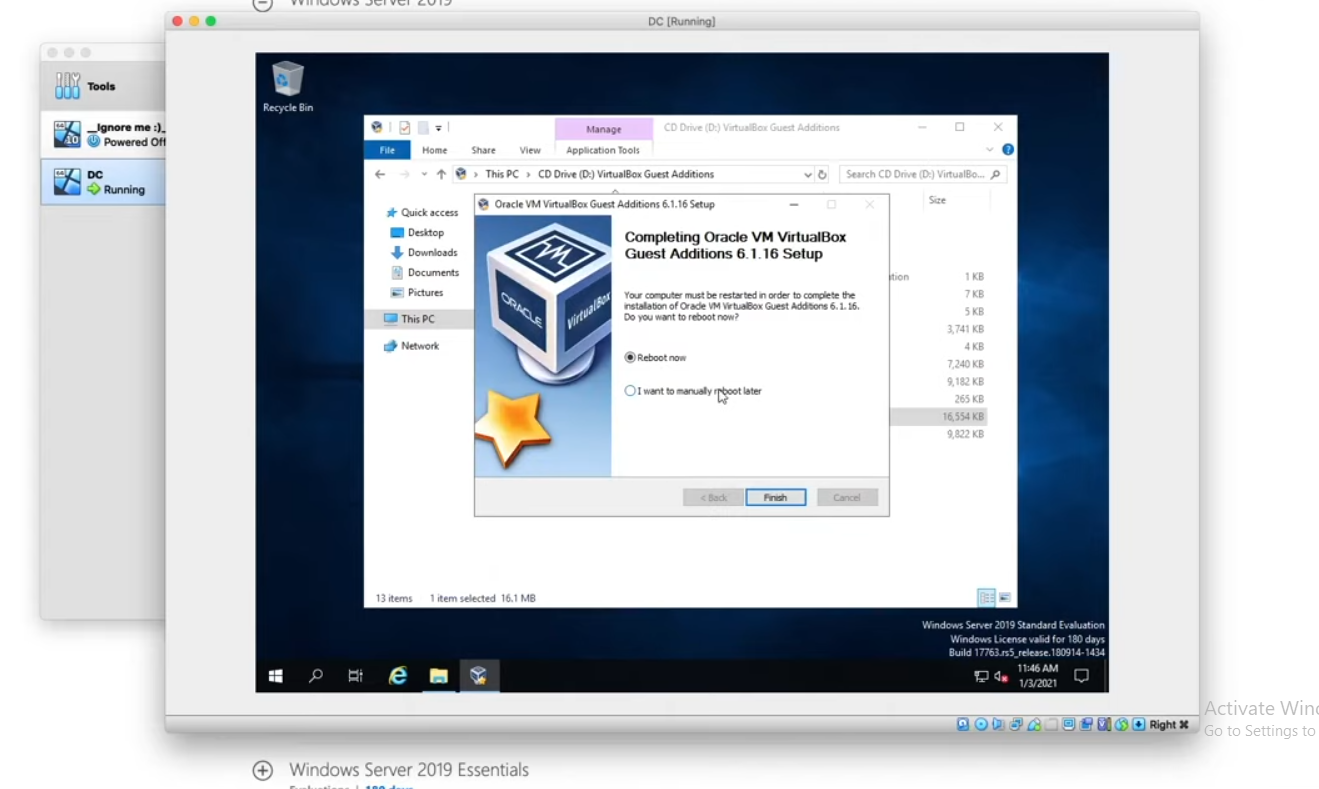 Windows Server 2019
DC [Running]
Tools
__Ignore me :)_
Powered Off
DC
Running
Recycle Bin
Manage
CD Drive (D:) VirtualBox Guest Additions
File Home Share View Application Tools
This PC › CD Drive (D:) VirtualBox Guest Additions
Search CD Drive (D:) VirtualBo...
Size
Quick access
Desktop
Downloads
Documents
Pictures
This PC
Network
Oracle VM VirtualBox Guest Additions 6.1.16 Setup
ORACLE
VirtualBox
Completing Oracle VM VirtualBox
Guest Additions 6.1.16 Setup
Your computer must be restarted in order to complete the
installation of Oracle VM VirtualBox Guest Additions 6.1.16.
Do you want to reboot now?
Reboot now
I want to manually reboot later
< Back Finish Cancel
1 KB
7 KB
5 KB
3,741 KB
4 KB
7,240 KB
9,182 KB
265 KB
16,554 KB
9,822 KB
13 items 1 item selected 16.1 MB
Windows Server 2019 Standard Evaluation
Windows License valid for 180 days
Build 17763.rs5_release.180914-1434
11:46 AM
1/3/2021
Right ⌘
Activate Win
Go to Settings to
Windows Server 2019 Essentials
Evaluations | 180 days